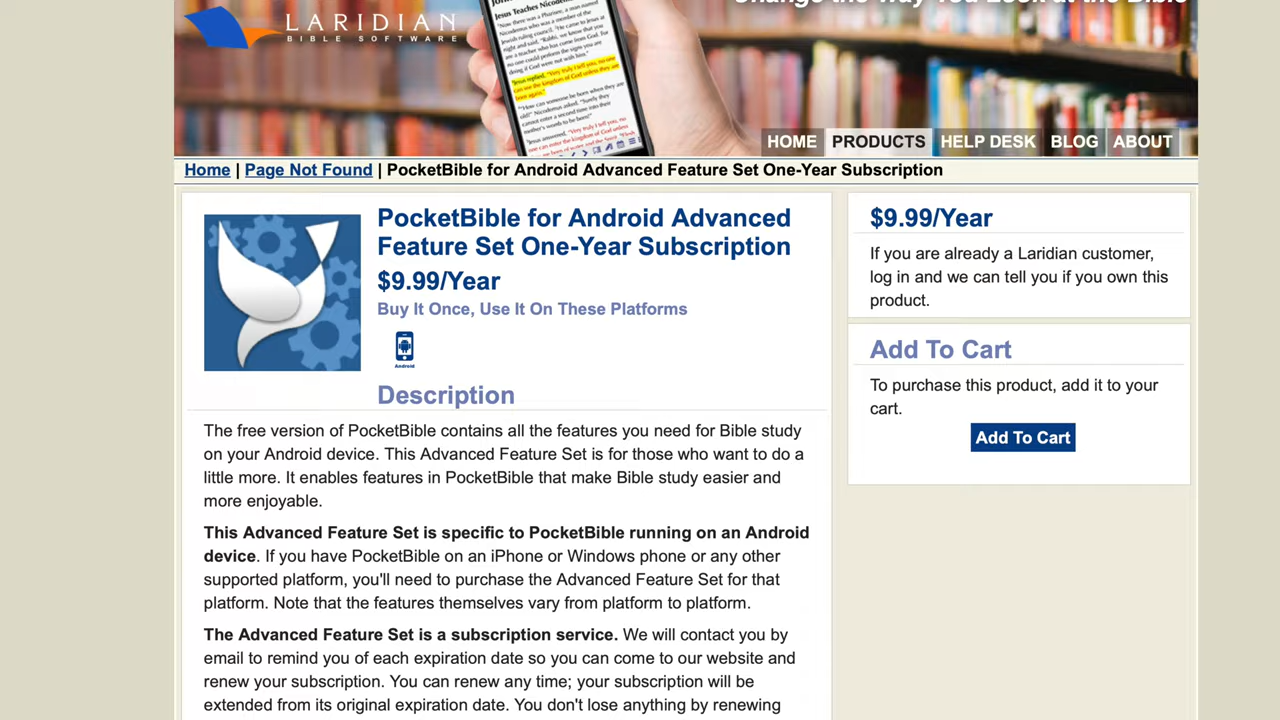 Change the Way You Look at the Bible
LARIDIAN
BIBLE SOFTWARE
Jesus Teaches Nicodemus
HOME PRODUCTS HELP DESK BLOG ABOUT
Home | Page Not Found | PocketBible for Android Advanced Feature Set One-Year Subscription
PocketBible for Android Advanced
Feature Set One-Year Subscription
$9.99/Year
Buy It Once, Use It On These Platforms
Android
Description
The free version of PocketBible contains all the features you need for Bible study
on your Android device. This Advanced Feature Set is for those who want to do a
little more. It enables features in PocketBible that make Bible study easier and
more enjoyable.
This Advanced Feature Set is specific to PocketBible running on an Android
device. If you have PocketBible on an iPhone or Windows phone or any other
supported platform, you'll need to purchase the Advanced Feature Set for that
platform. Note that the features themselves vary from platform to platform.
The Advanced Feature Set is a subscription service. We will contact you by
email to remind you of each expiration date so you can come to our website and
renew your subscription. You can renew any time; your subscription will be
extended from its original expiration date. You don't lose anything by renewing
$9.99/Year
If you are already a Laridian customer,
log in and we can tell you if you own this
product.
Add To Cart
To purchase this product, add it to your
cart.
Add To Cart